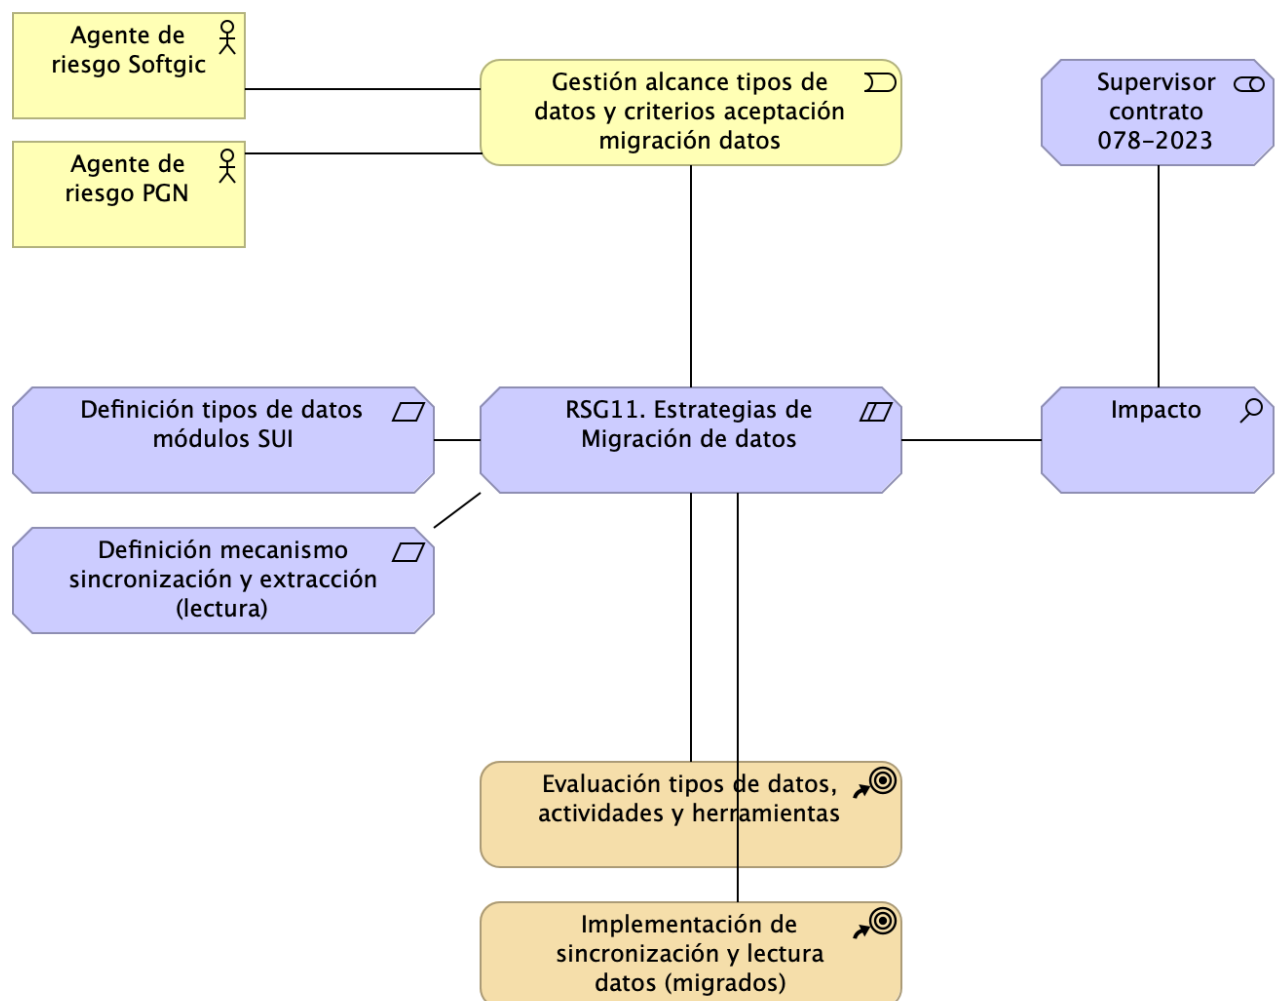 Agente de
riesgo Softgic
Gestión alcance tipos de
datos y criterios aceptación
migración datos
Supervisor
contrato
078-2023
Agente de
riesgo PGN
Definición tipos de datos
módulos SUI
RSG11. Estrategias de
Migración de datos
Impacto
Definición mecanismo
sincronización y extracción
(lectura)
Evaluación tipos de datos,
actividades y herramientas
Implementación de
sincronización y lectura
datos (migrados)